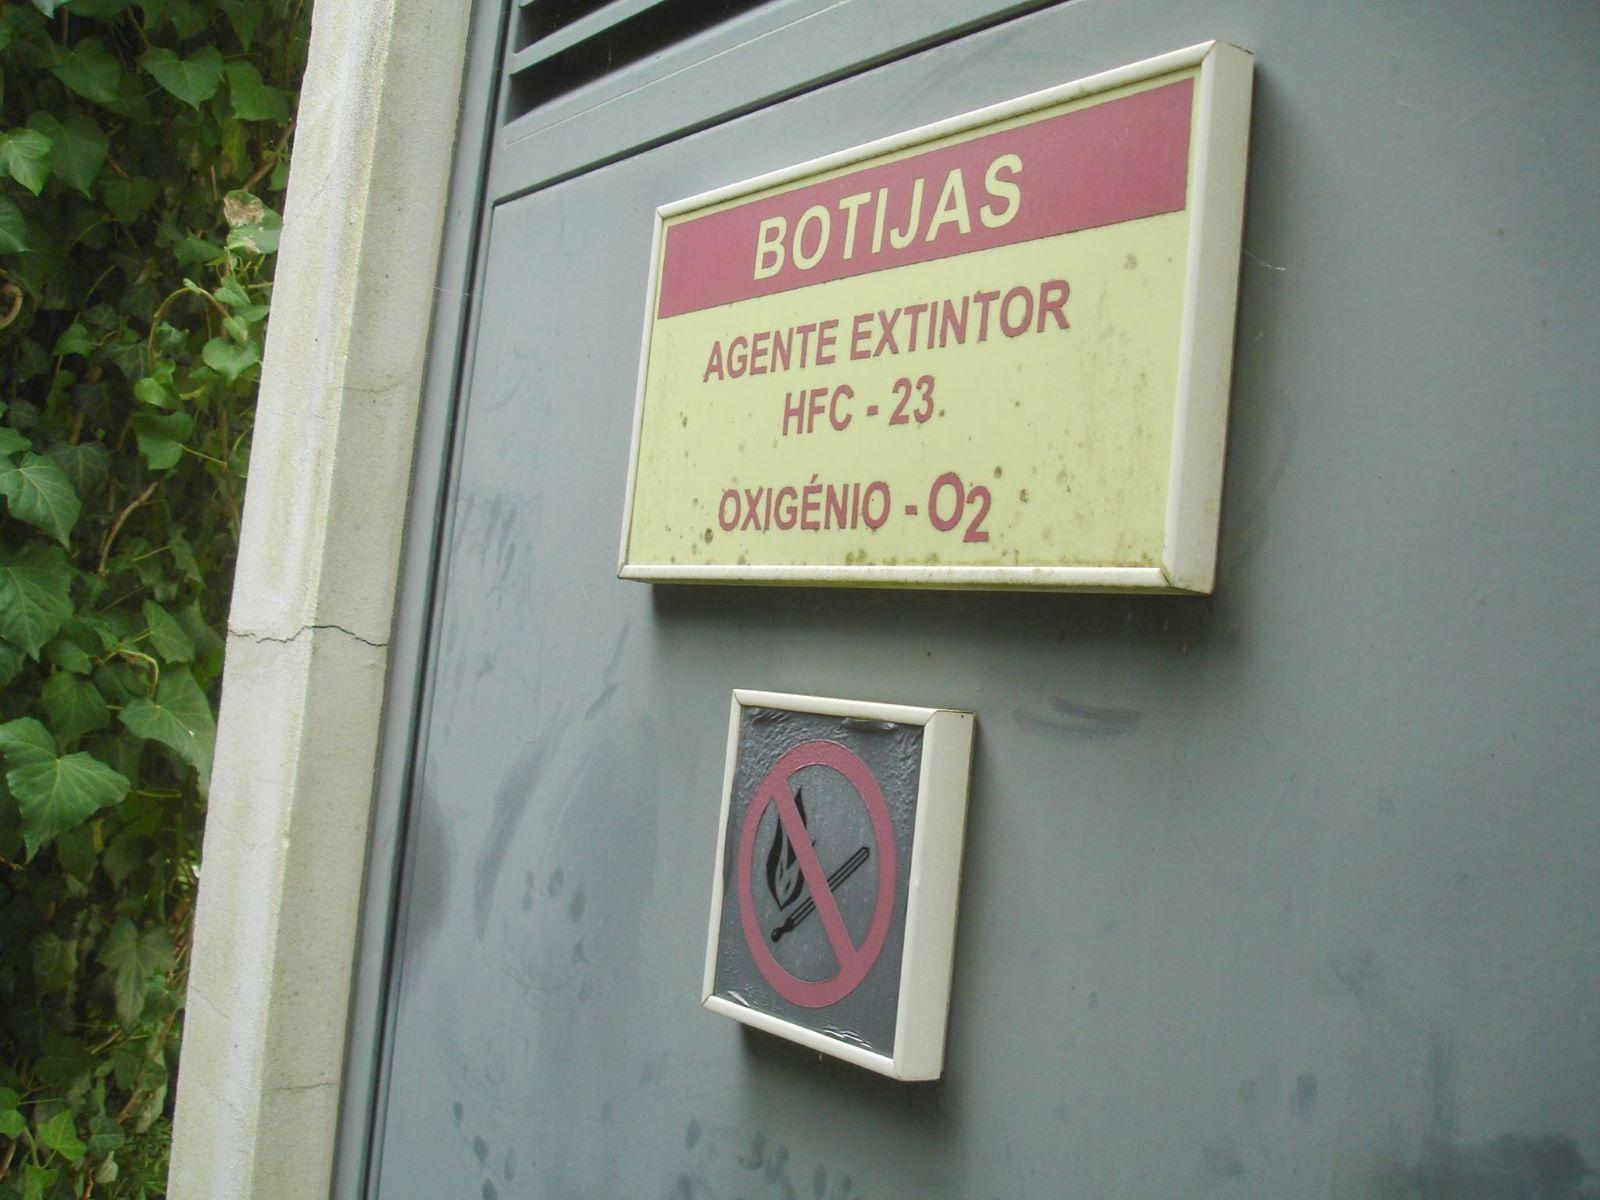 BOTIJAS
AGENTE EXTINTOR
HFC - 23
OXIGÉNIO - O2